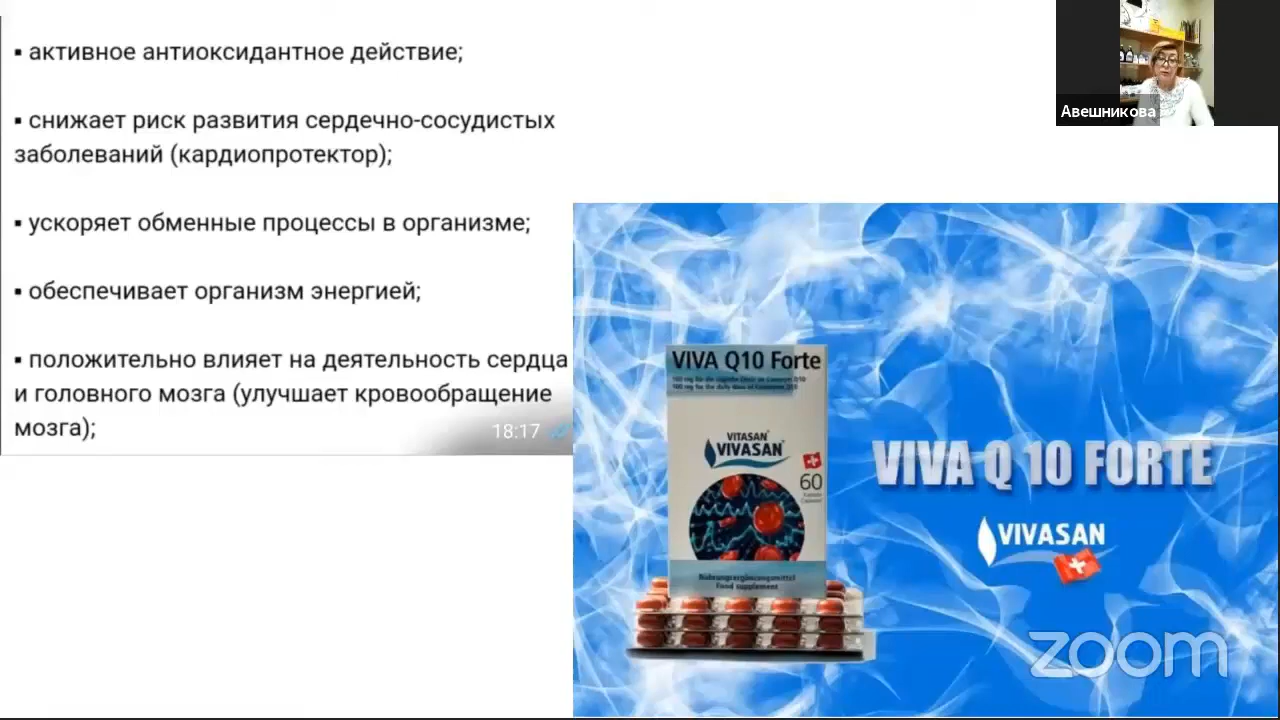 ▪ активное антиоксидантное действие;
▪ снижает риск развития сердечно-сосудистых
заболеваний (кардиопротектор);
▪ ускоряет обменные процессы в организме;
▪ обеспечивает организм энергией;
▪ положительно влияет на деятельность сердца
и головного мозга (улучшает кровообращение
мозга);
18:17
Авешникова
VIVA Q10 Forte
VITASAN
VIVASAN
60
Nahrungsergänzungsmittel
Food supplement
VIVA Q 10 FORTE
VIVASAN
zoom